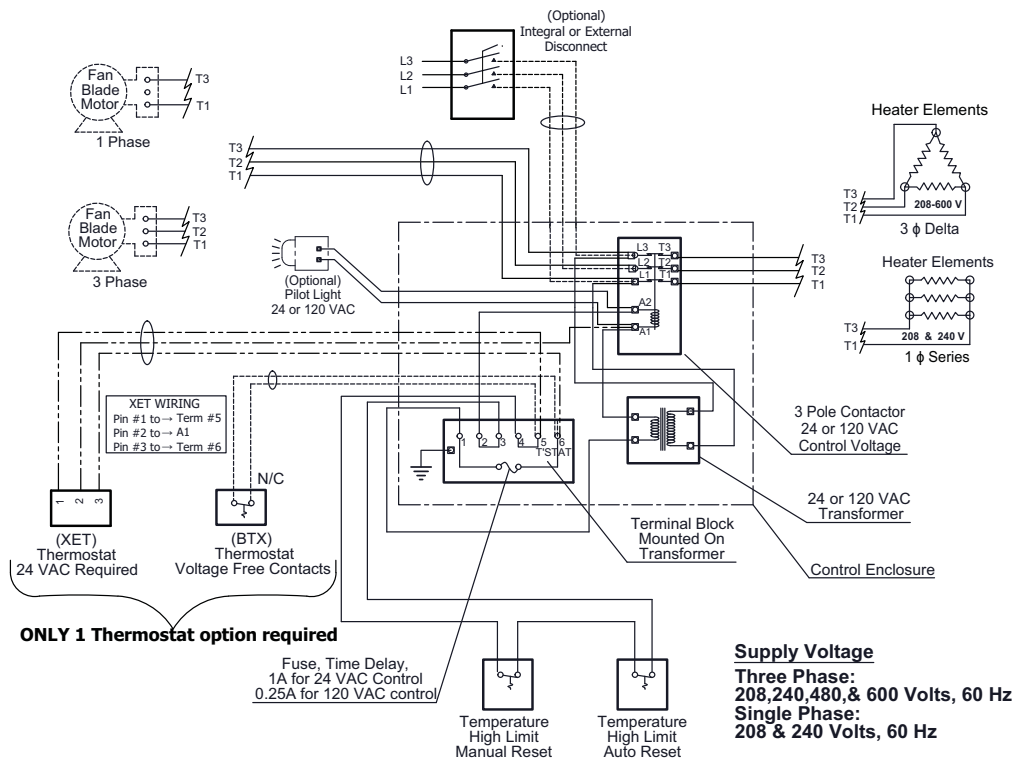 (Optional)
Integral or External
Disconnect
L3
L2
L1
Fan
Blade
Motor
T3
T1
1 Phase
T3
T2
T1
Fan
Blade
Motor
T3
T2
T1
3 Phase
(Optional)
Pilot Light
24 or 120 VAC
L3 T3
L2 T2
L1 T1
A2
A1
T3
T2
T1
Heater Elements
T3
T2
T1
208-600 V
3 ϕ Delta
Heater Elements
T3
T1
208 & 240 V
1 ϕ Series
XET WIRING
Pin #1 to→ Term #5
Pin #2 to→ A1
Pin #3 to→ Term #6
1 2 3 4 5 6
T'STAT
3 Pole Contactor
24 or 120 VAC
Control Voltage
24 or 120 VAC
Transformer
Terminal Block
Mounted On
Transformer
Control Enclosure
1 2 3
(XET)
Thermostat
24 VAC Required
N/C
(BTX)
Thermostat
Voltage Free Contacts
ONLY 1 Thermostat option required
Fuse, Time Delay,
1A for 24 VAC Control
0.25A for 120 VAC control
Temperature
High Limit
Manual Reset
Temperature
High Limit
Auto Reset
Supply Voltage
Three Phase:
208,240,480,& 600 Volts, 60 Hz
Single Phase:
208 & 240 Volts, 60 Hz